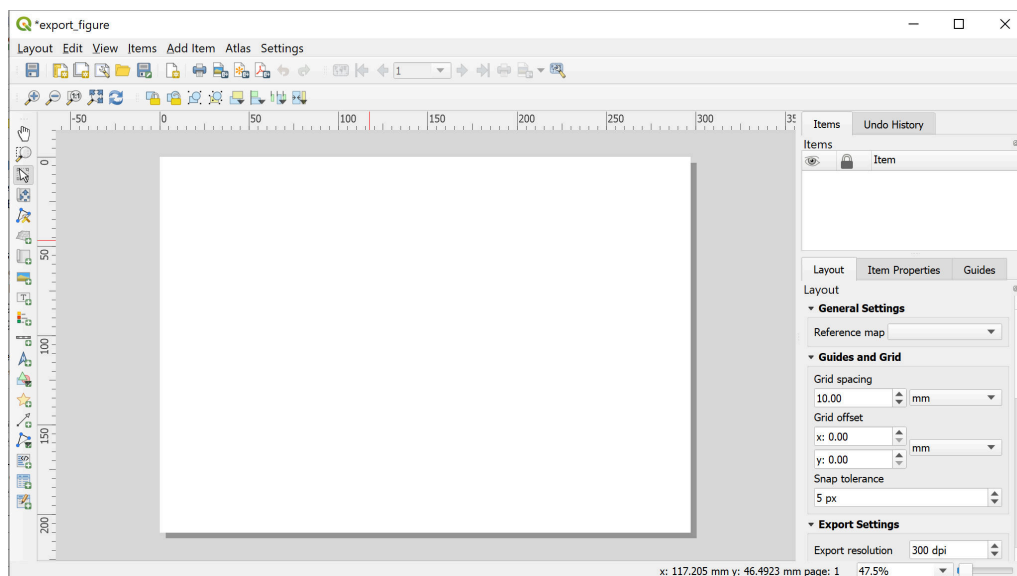 *export_figure
Layout Edit View Items Add Item Atlas Settings
1
-50 0 50 100 150 200 250 300 35
0
50
100
150
200
Items Undo History
Items
Item
Layout Item Properties Guides
Layout
General Settings
Reference map
Guides and Grid
Grid spacing
10.00 mm
Grid offset
x: 0.00
mm
y: 0.00
Snap tolerance
5 px
Export Settings
Export resolution 300 dpi
x: 117.205 mm y: 46.4923 mm page: 1 47.5%